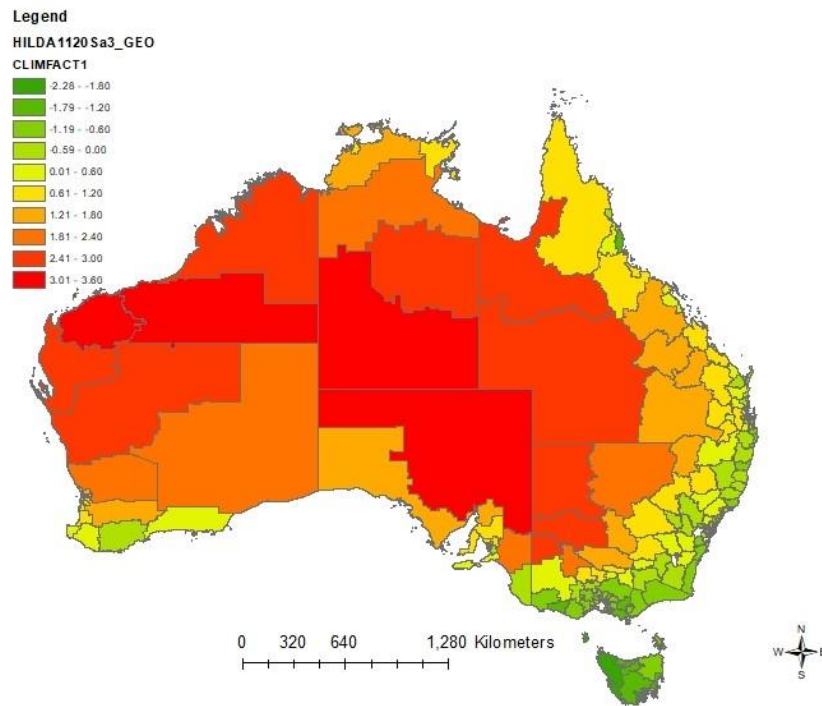 Legend
HILDA1120Sa3_GEO
CLIMFACT1
-2.28 - -1.80
-1.79 - -1.20
-1.19 - -0.60
-0.59 - 0.00
0.01 - 0.60
0.61 - 1.20
1.21 - 1.80
1.81 - 2.40
2.41 - 3.00
3.01 - 3.60
0 320 640 1,280 Kilometers
N
W E
S